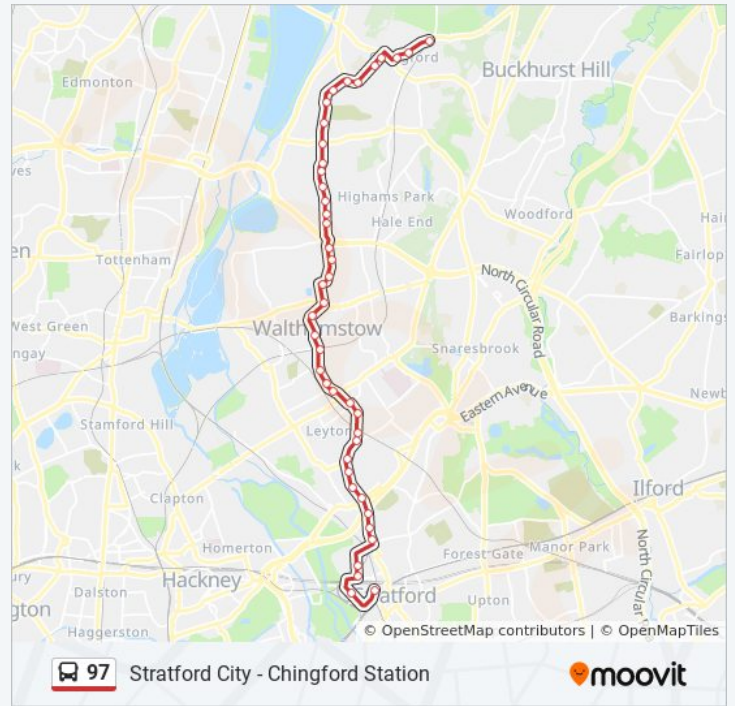 Buckhurst Hill
Edmonton
Highams Park
Woodford
Hale End
Tottenham
Fairlop
North Circular
Road
West Green
Walthamstow
Snaresbrook
Eastern Avenue
Stamford Hill
Leyton
Clapton
Ilford
Homerton
Forest Gate
Manor Park
Hackney
Dalston
Stratford
Upton
North Circular
Haggerston
© OpenStreetMap contributors | © OpenMapTiles
97 Stratford City - Chingford Station
moovit